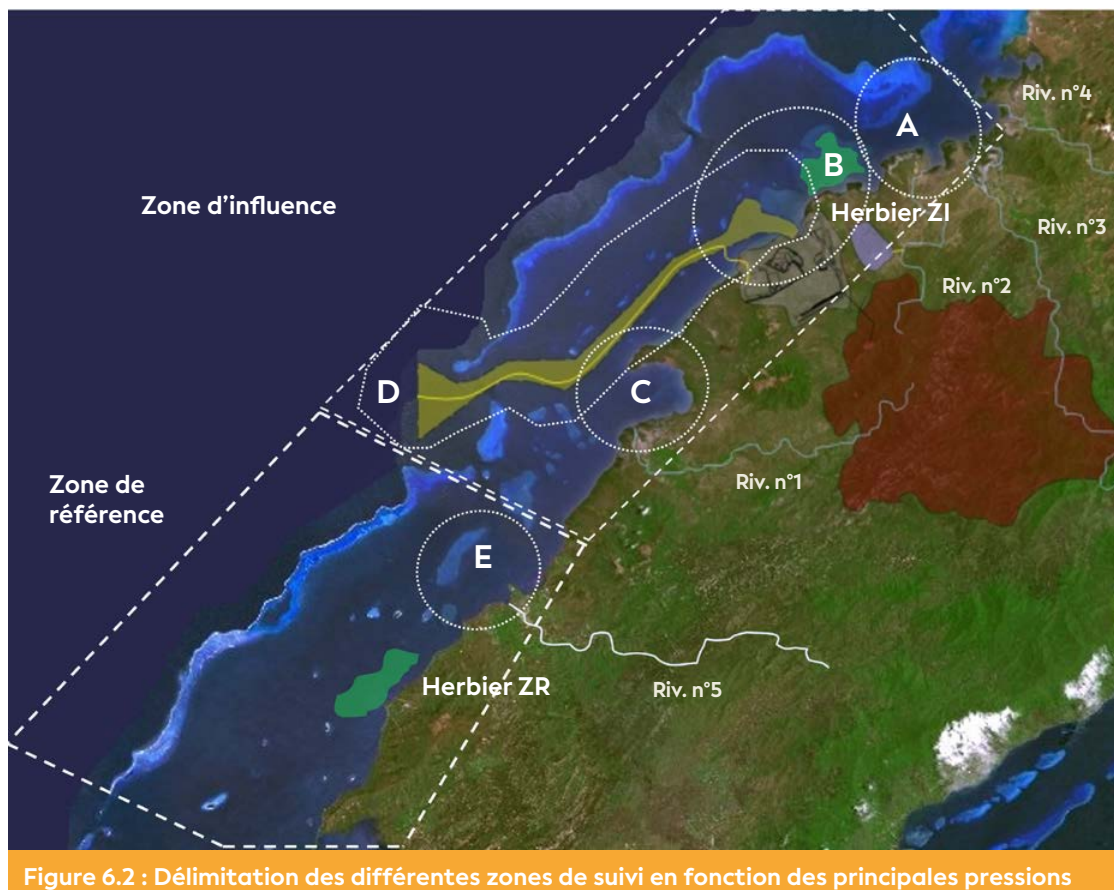 Riv. n°4
A
B
Zone d'influence
Herbier ZI
Riv. n°3
Riv. n°2
D
C
Zone de
référence
Riv. n°1
E
Herbier ZR
Riv. n°5
Figure 6.2 : Délimitation des différentes zones de suivi en fonction des principales pressions